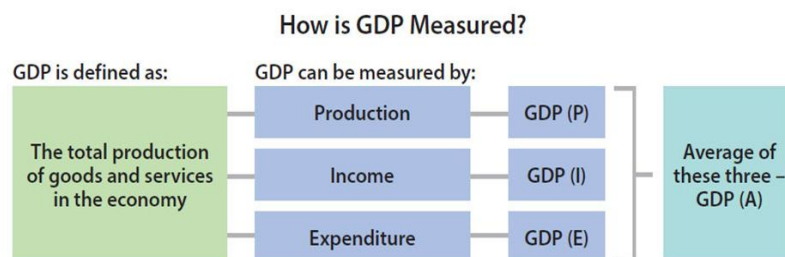 How is GDP Measured?
GDP is defined as:
GDP can be measured by:
The total production
of goods and services
in the economy
Production
GDP (P)
Income
GDP (I)
Expenditure
GDP (E)
Average of
these three –
GDP (A)